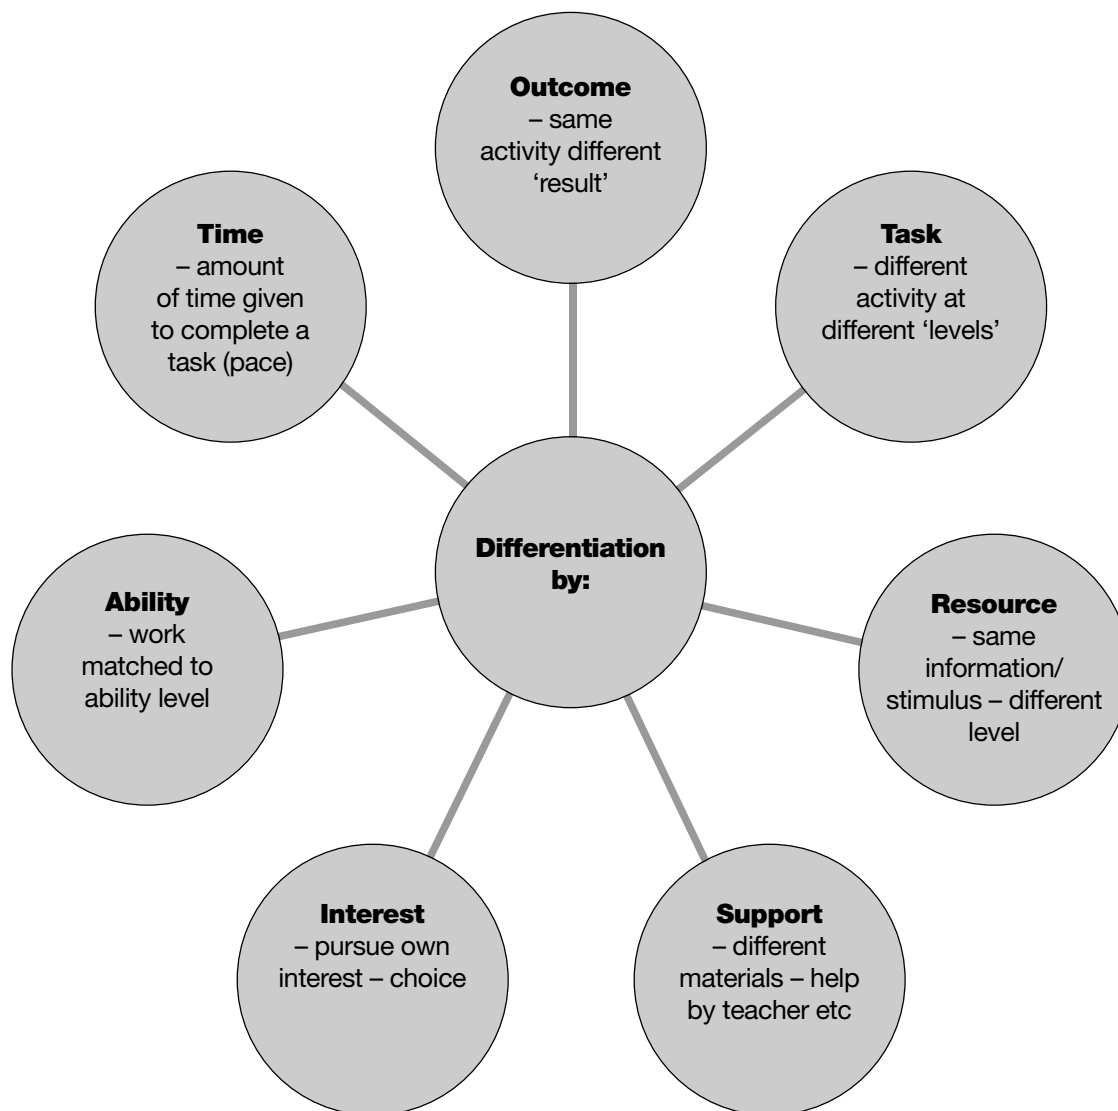 Outcome
– same
activity different
‘result’
Time
– amount
of time given
to complete a
task (pace)
Task
– different
activity at
different ‘levels’
Differentiation
by:
Ability
– work
matched to
ability level
Resource
– same
information/
stimulus – different
level
Interest
– pursue own
interest – choice
Support
– different
materials – help
by teacher etc